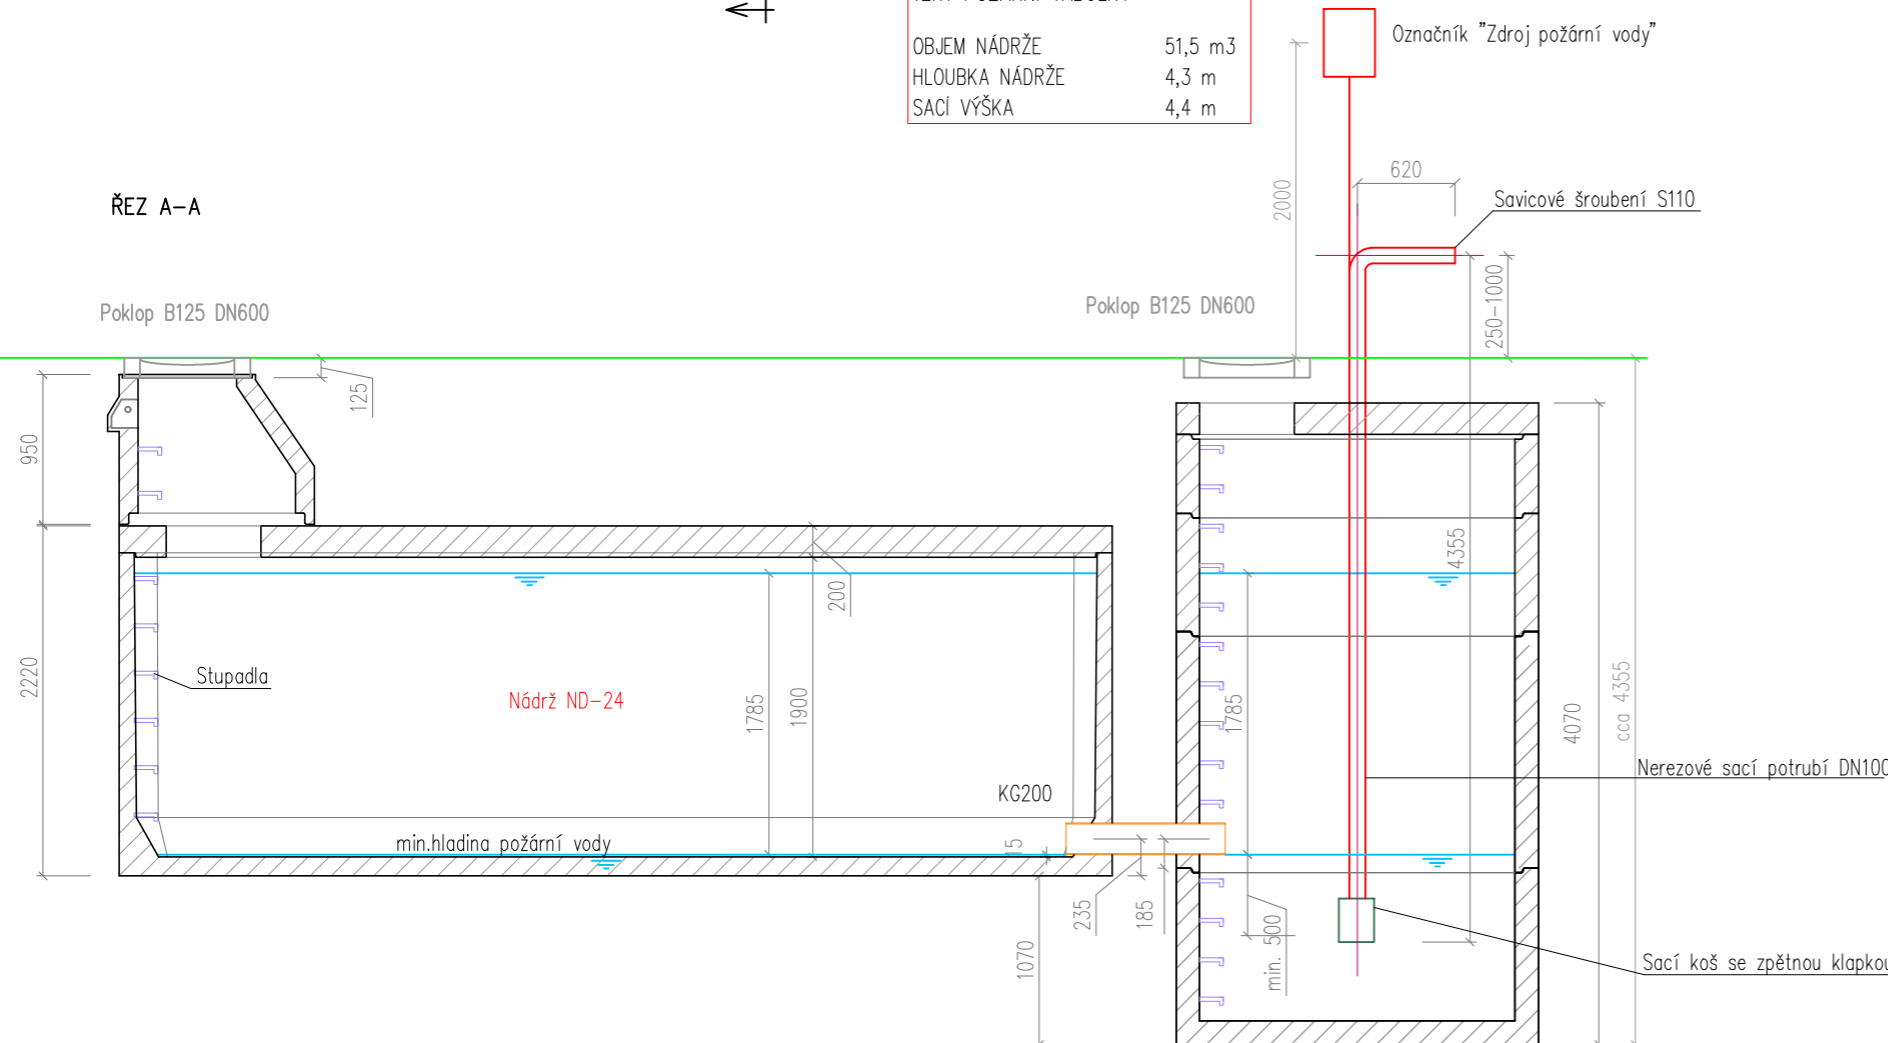 OBJEM NÁDRŽE 51,5 m3
HLOUBKA NÁDRŽE 4,3 m
SACÍ VÝŠKA 4,4 m
Označník "Zdroj požární vody"
ŘEZ A-A
620
2000
Savicové šroubení S110
250-1000
Poklop B125 DN600
Poklop B125 DN600
125
950
4355
200
2220
Stupadla
Nádrž ND-24
1785
1900
1785
4070
cca 4355
Nerezové sací potrubí DN100
KG200
min.hladina požární vody
15
235
185
min. 500
1070
Sací koš se zpětnou klapkou